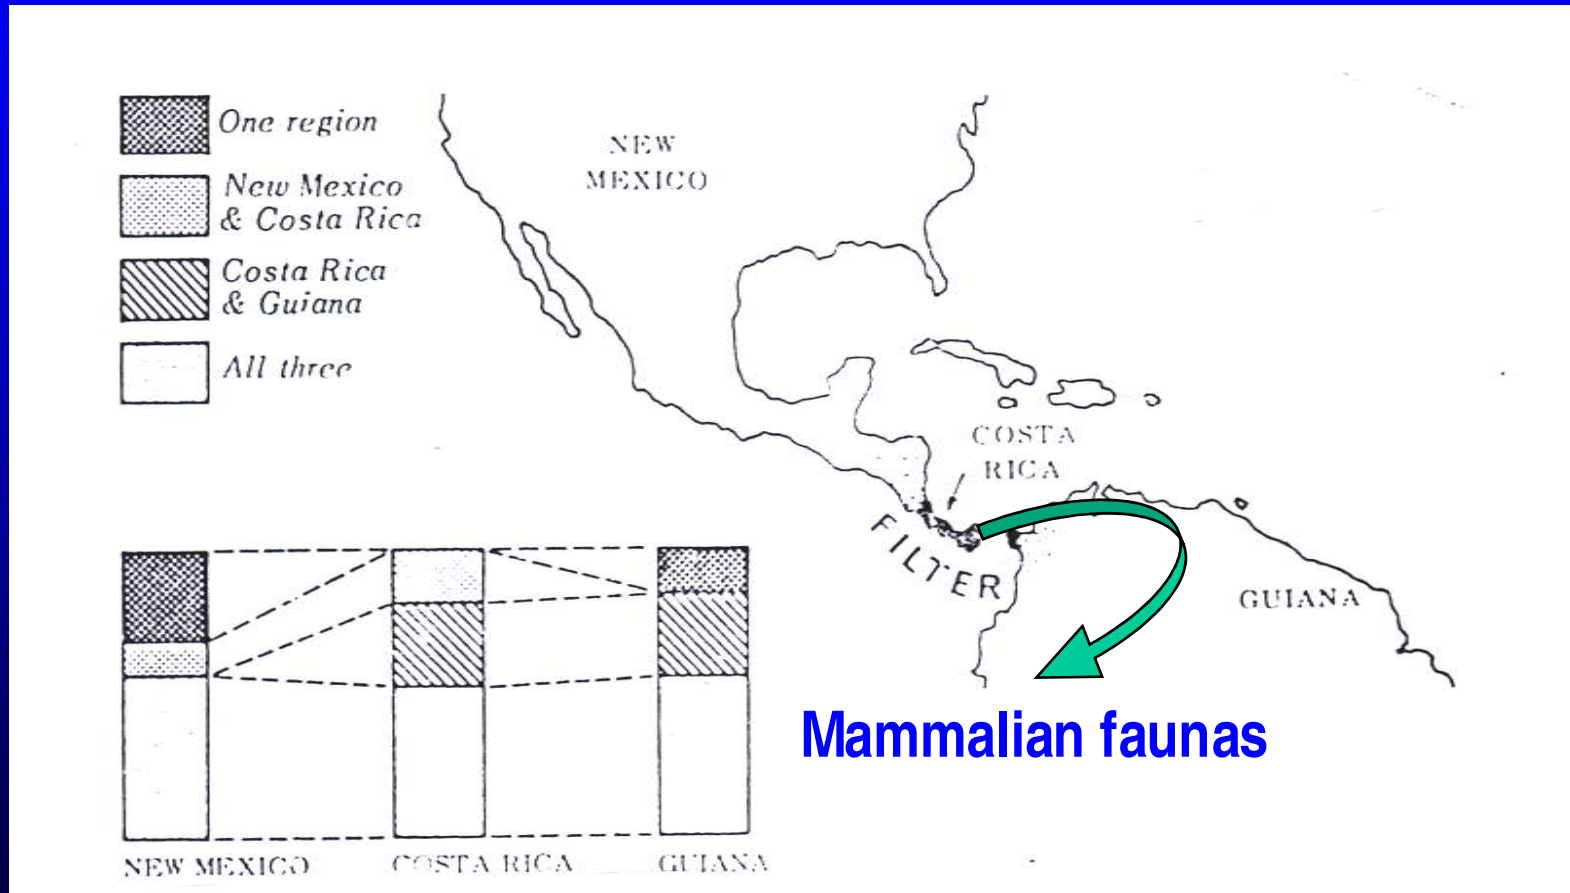 One region
New Mexico
& Costa Rica
Costa Rica
& Guiana
All three
NEW
MEXICO
COSTA
RICA
FILTER
GUIANA
Mammalian faunas
NEW MEXICO
COSTA RICA
GUIANA